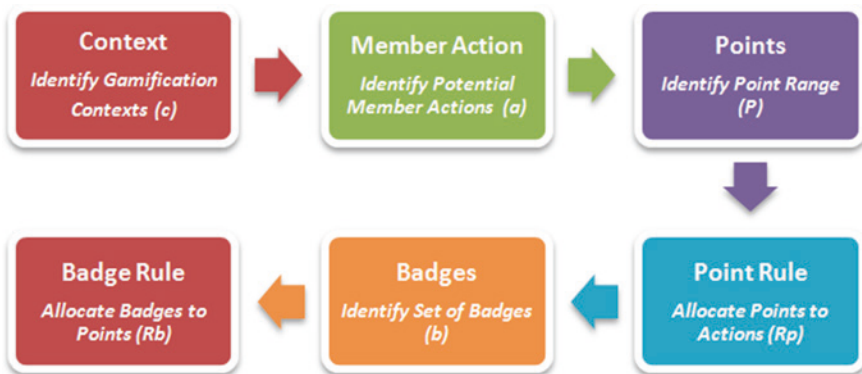 Context
Identify Gamification
Contexts (c)
Member Action
Identify Potential
Member Actions (a)
Points
Identify Point Range
(P)
Point Rule
Allocate Points to
Actions (Rp)
Badges
Identify Set of Badges
(b)
Badge Rule
Allocate Badges to
Points (Rb)